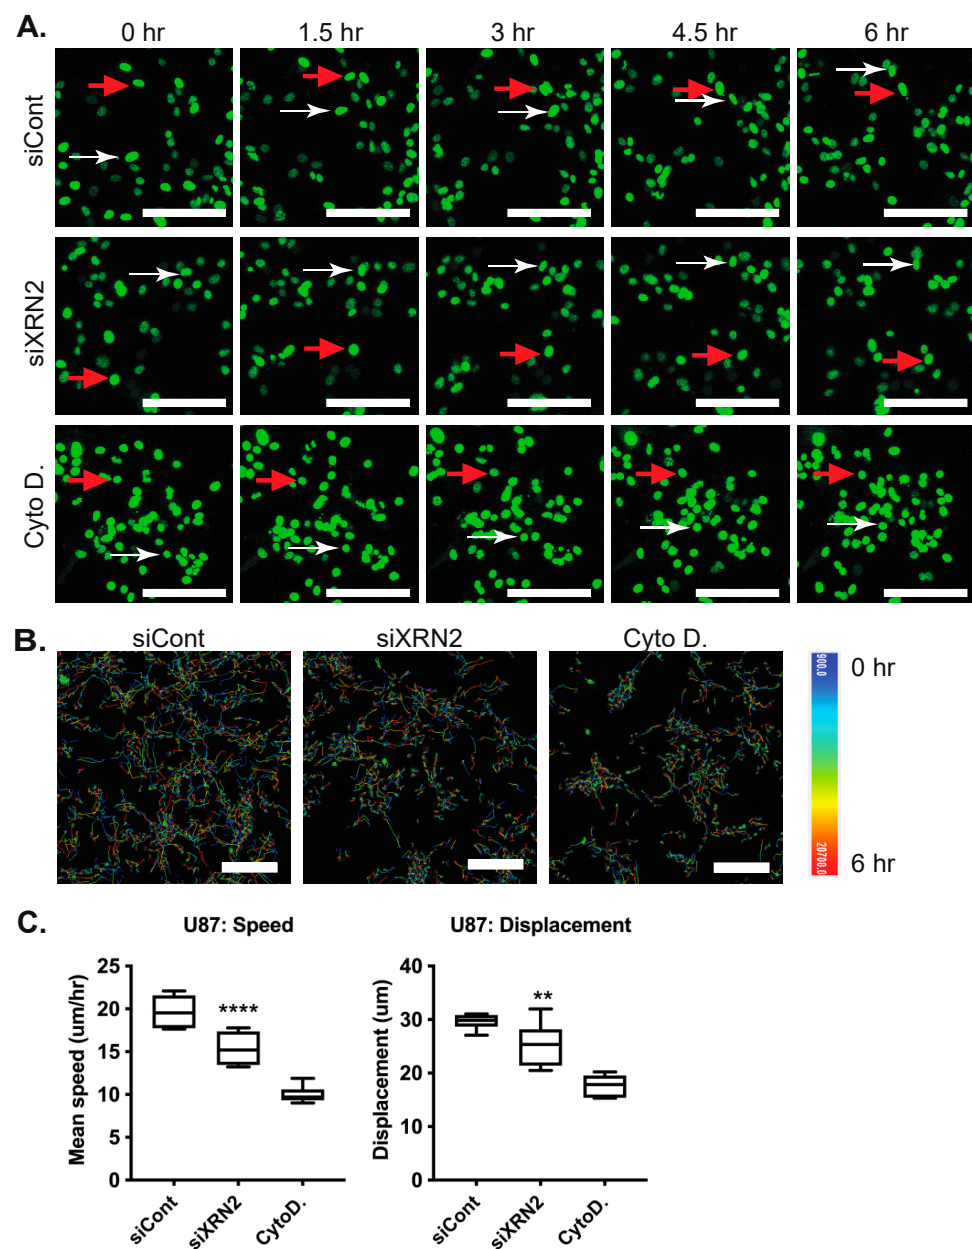 A.
0 hr 1.5 hr 3 hr 4.5 hr 6 hr
siCont
siXRN2
Cyto D.
B.
siCont siXRN2 Cyto D.
900.0 0 hr
20700.0 6 hr
C.
U87: Speed U87: Displacement
Mean speed (um/hr)
25
20
15
10
5
0
****
siCont siXRN2 CytoD.
Displacement (um)
40
30
20
10
0
**
siCont siXRN2 CytoD.